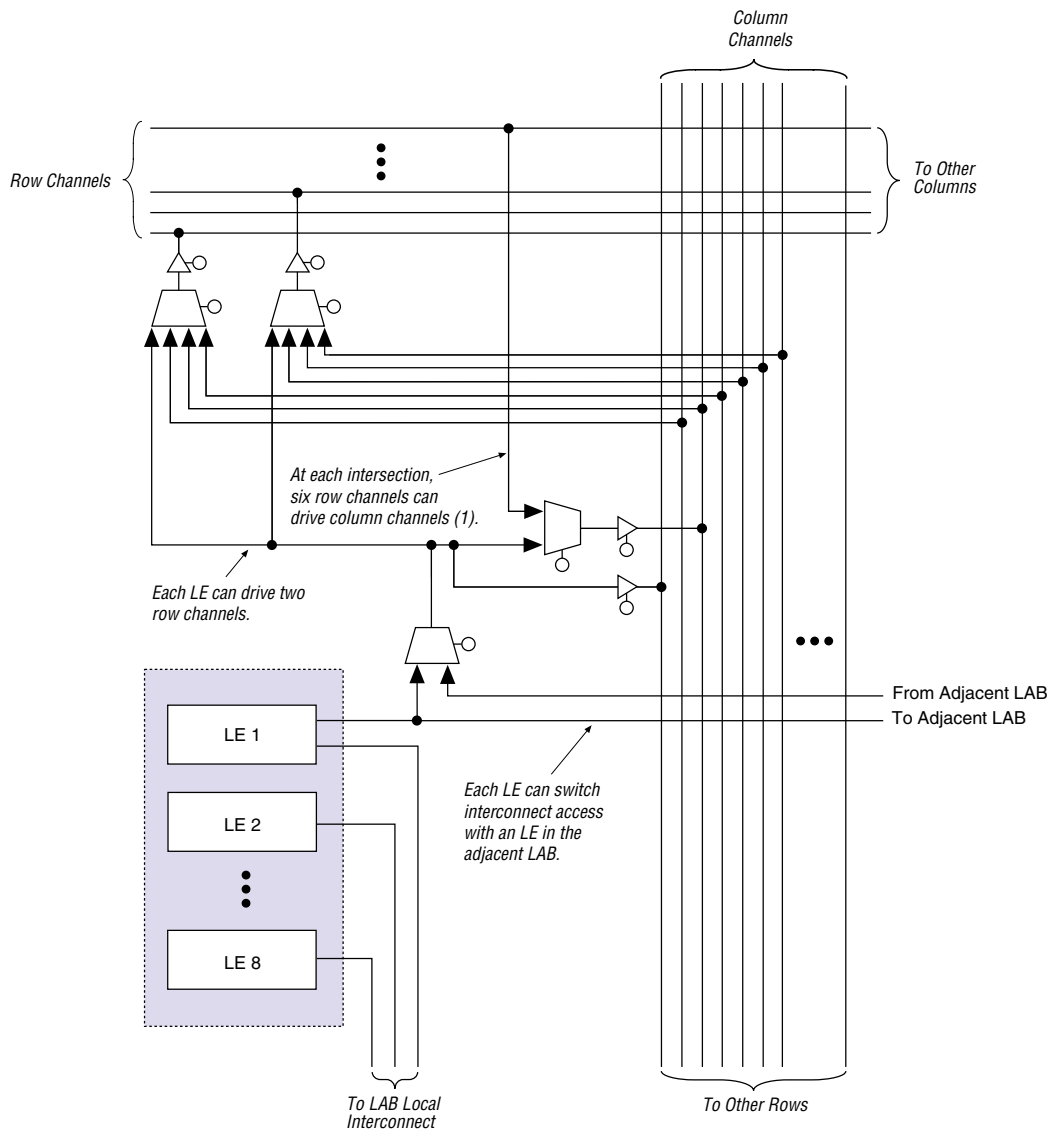 Column
Channels
Row Channels
To Other
Columns
At each intersection,
six row channels can
drive column channels (1).
Each LE can drive two
row channels.
From Adjacent LAB
To Adjacent LAB
LE 1
Each LE can switch
interconnect access
with an LE in the
adjacent LAB.
LE 2
LE 8
To LAB Local
Interconnect
To Other Rows